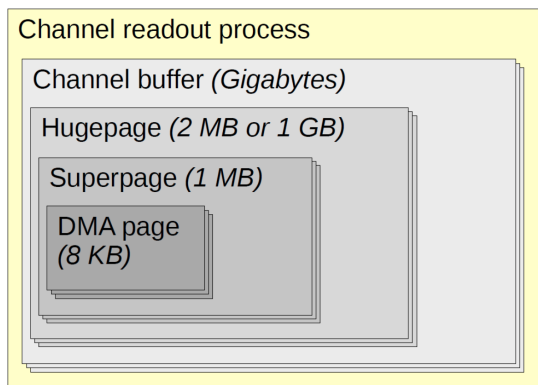 Channel readout process
Channel buffer (Gigabytes)
Hugepage (2 MB or 1 GB)
Superpage (1 MB)
DMA page
(8 KB)